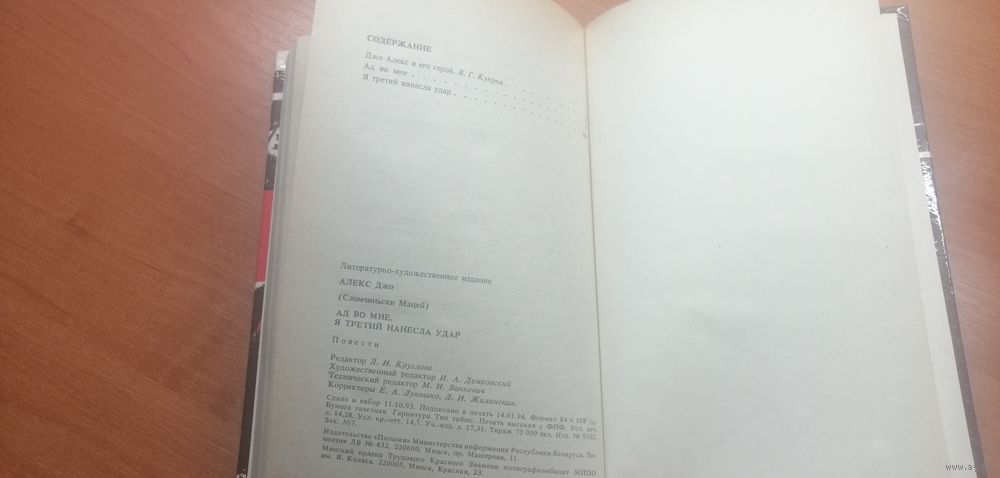 СОДЕРЖАНИЕ
Джо Алекс и его герой. В. Г. Кукуня . . . . . . . .
Ад во мне . . . . . . . . . . . . . . .
Я третий нанесла удар . . . . . . . . . . . .
Литературно-художественное издание
АЛЕКС Джо
(Сломчиньски Мацей)
АД ВО МНЕ.
Я ТРЕТИЙ НАНЕСЛА УДАР
Повести
Редактор Л. И. Круглова
Художественный редактор И. А. Демковский
Технический редактор М. И. Ванкевич
Корректоры Е. А. Лукошко, Л. И. Жилинская.
Сдано в набор 11.10.93. Подписано в печать 14.01.94. Формат 84 × 108
Бумага газетная. Гарнитура Тип таймс. Печать высокая с ФПФ. Усл. печ.
л. 14,28. Усл. кр.-отт. 14,7. Уч.-изд. л. 17,31. Тираж 70 000 экз. Изд. № 9102.
Зак. 567.
Издательство «Полымя» Министерства информации Республики Беларусь. Ли-
цензия ЛВ № 432. 220600, Минск, пр. Машерова, 11.
Минский ордена Трудового Красного Знамени полиграфкомбинат МППО
им. Я. Коласа. 220005, Минск, Красная, 23.